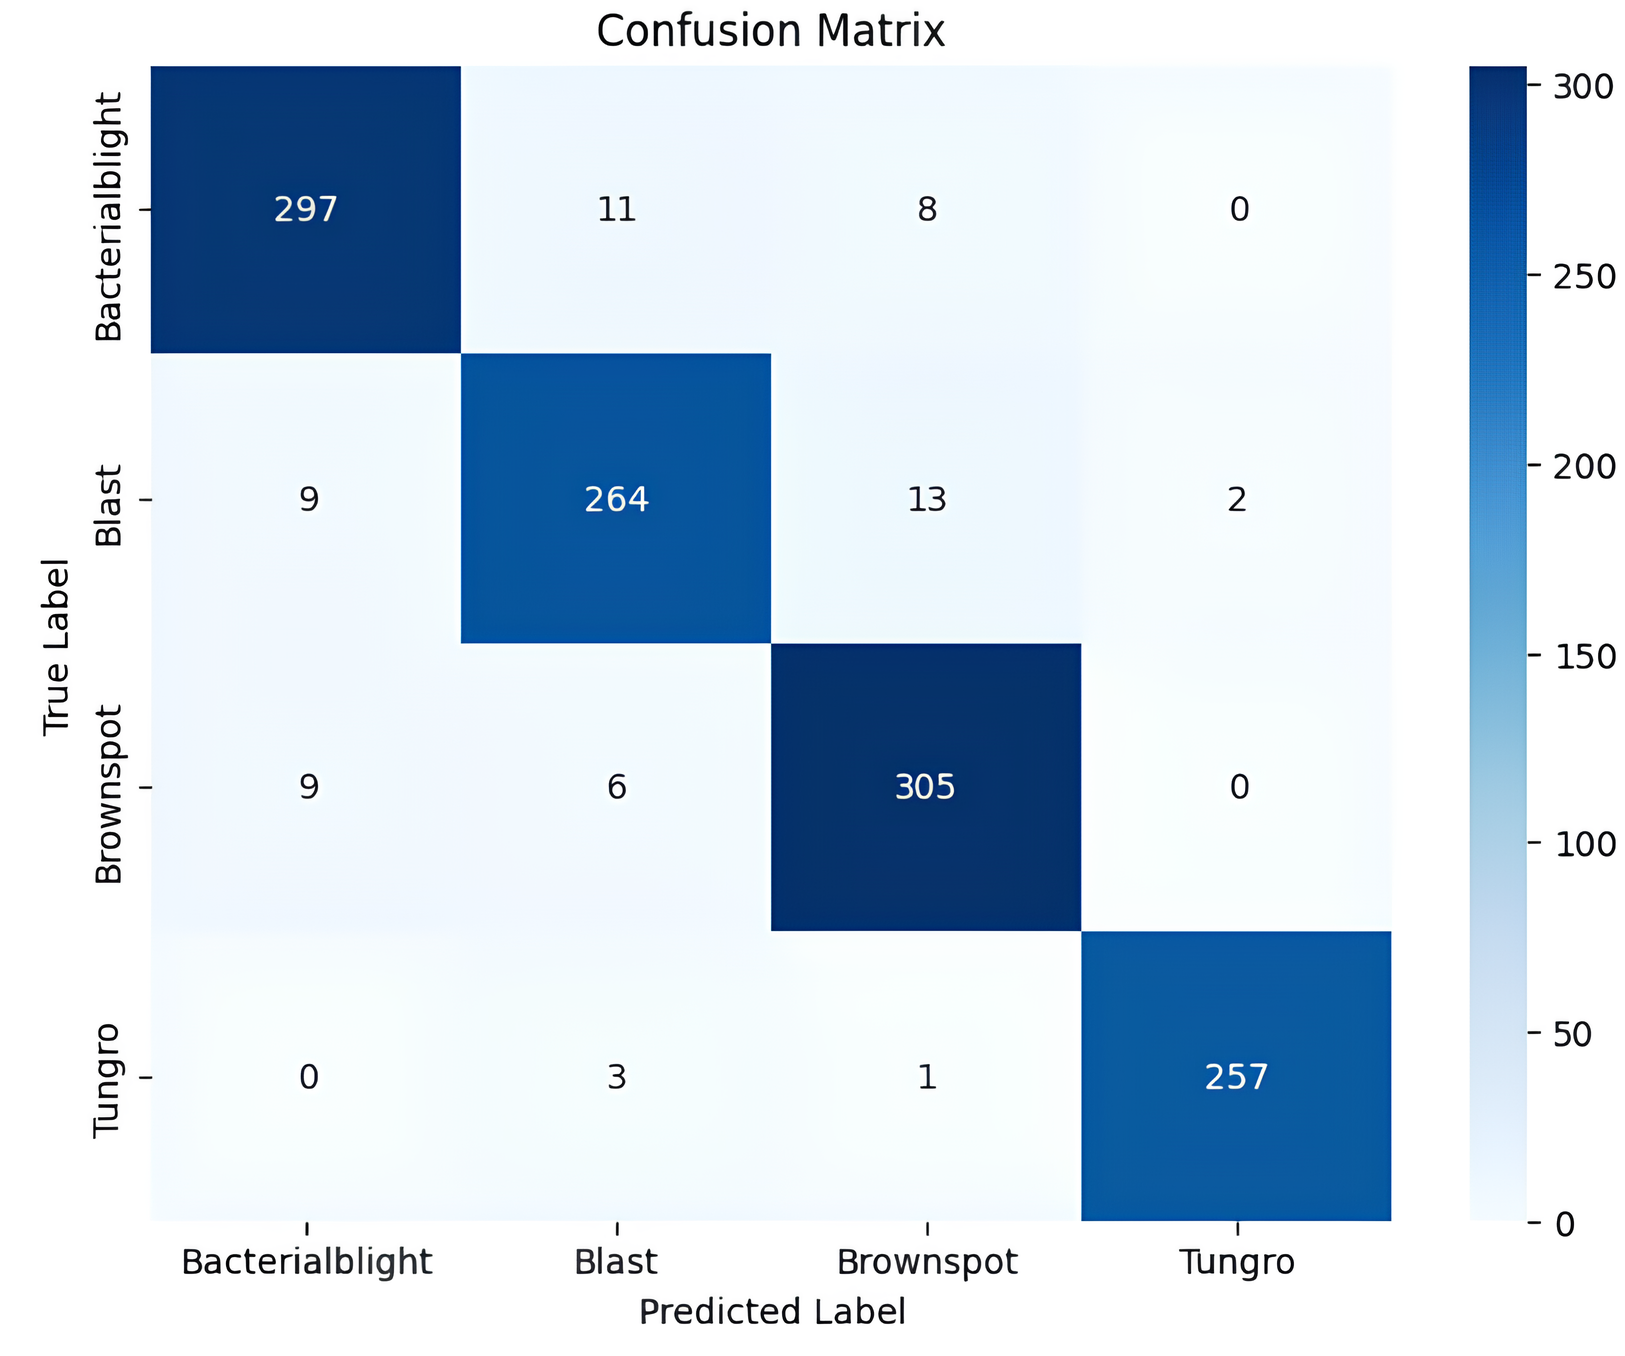 Confusion Matrix
True Label
Bacterialblight
297 11 8 0
Blast
9 264 13 2
Brownspot
9 6 305 0
Tungro
0 3 1 257
Bacterialblight Blast Brownspot Tungro
Predicted Label
300
250
200
150
100
50
0